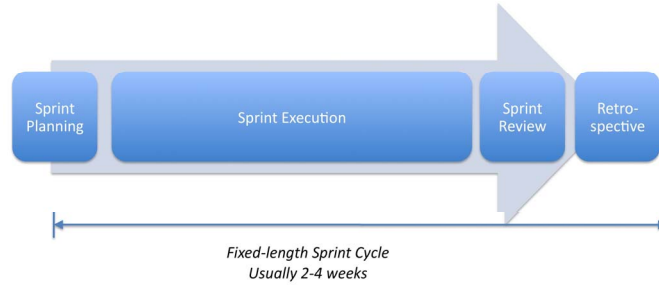 Sprint
Planning
Sprint Execution
Sprint
Review
Retro-
spective
Fixed-length Sprint Cycle
Usually 2-4 weeks